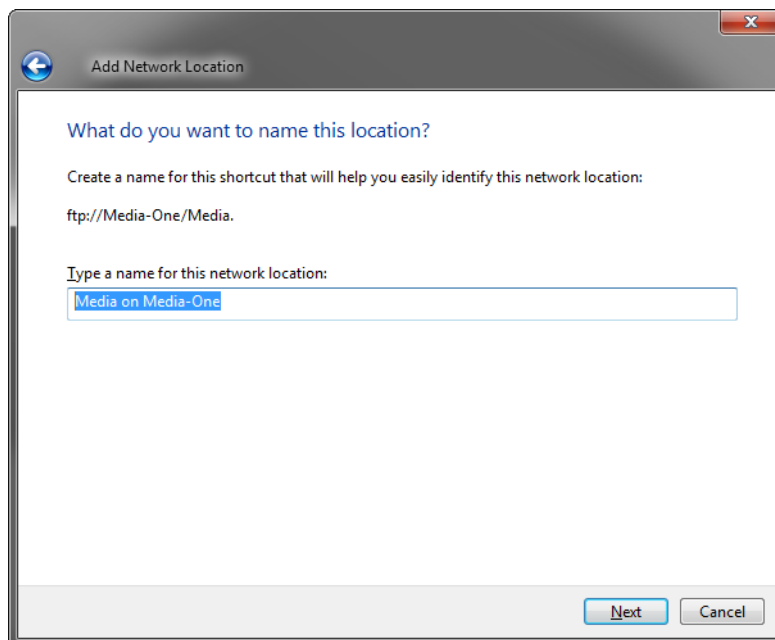 Add Network Location
What do you want to name this location?
Create a name for this shortcut that will help you easily identify this network location:
ftp://Media-One/Media.
Type a name for this network location:
Media on Media-One
Next
Cancel